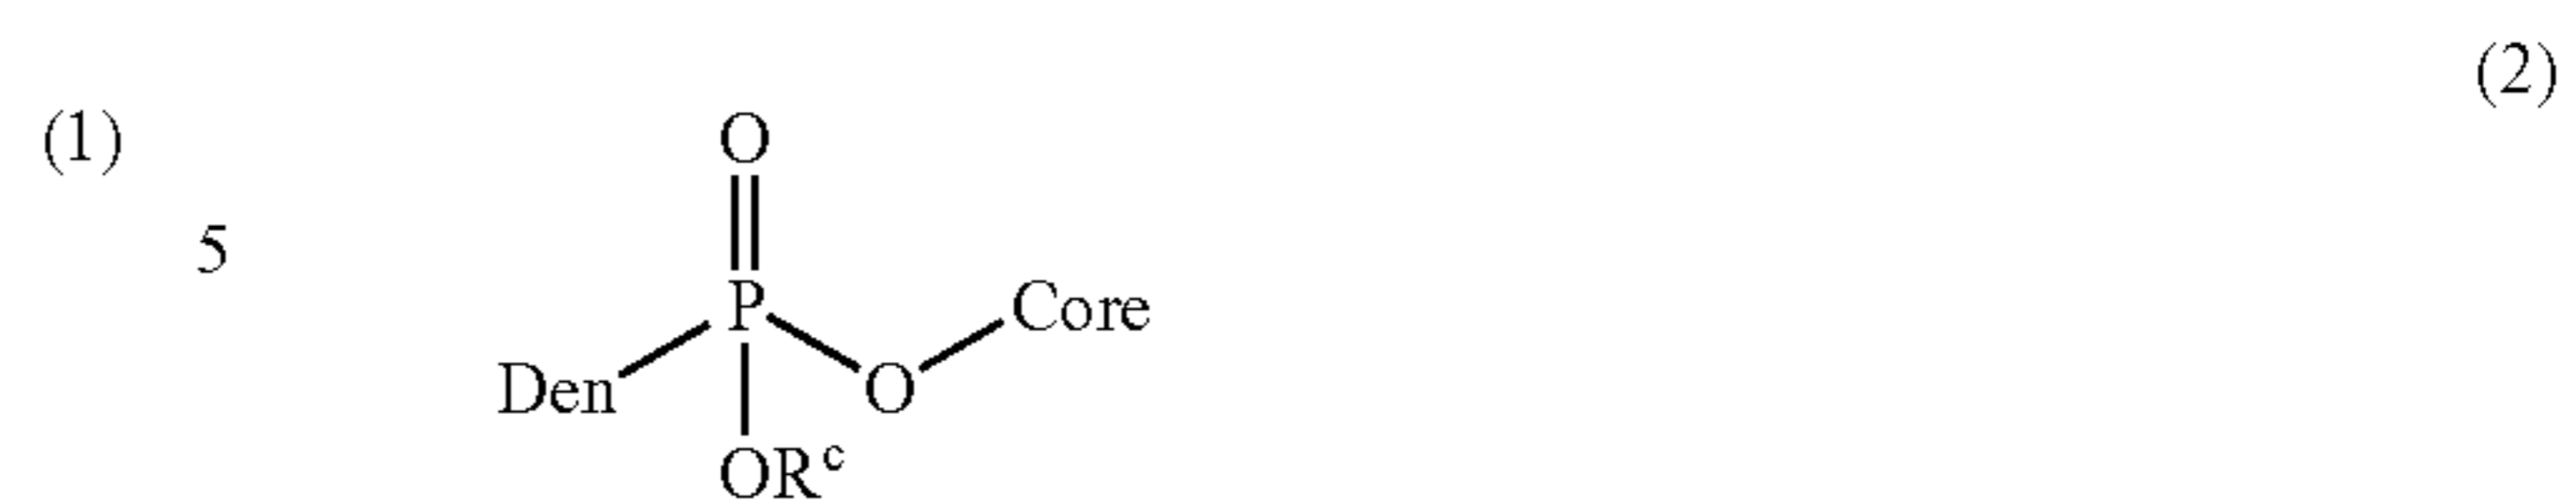 (2)
(1)
O
5
P
Core
Den
O
ORᶜ